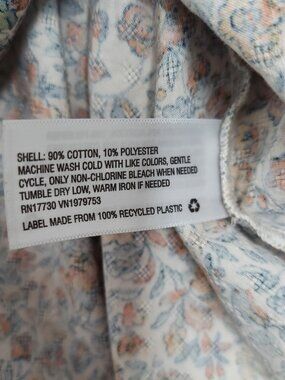 SHELL: 90% COTTON, 10% POLYESTER
MACHINE WASH COLD WITH LIKE COLORS, GENTLE
CYCLE, ONLY NON-CHLORINE BLEACH WHEN NEEDED
TUMBLE DRY LOW, WARM IRON IF NEEDED
RN17730 VN1979753
LABEL MADE FROM 100% RECYCLED PLASTIC